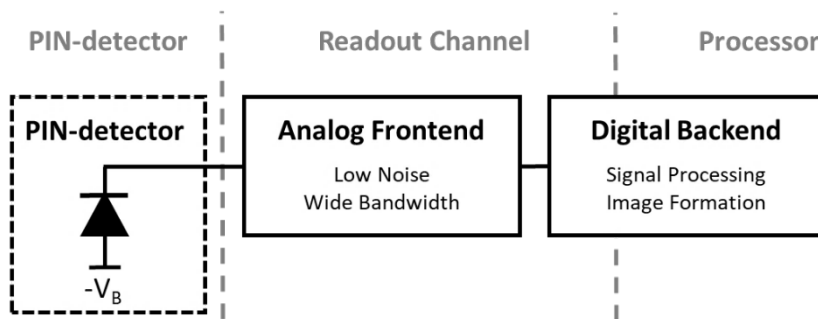 PIN-detector
Readout Channel
Processor
PIN-detector
-V_B
Analog Frontend
Low Noise
Wide Bandwidth
Digital Backend
Signal Processing
Image Formation